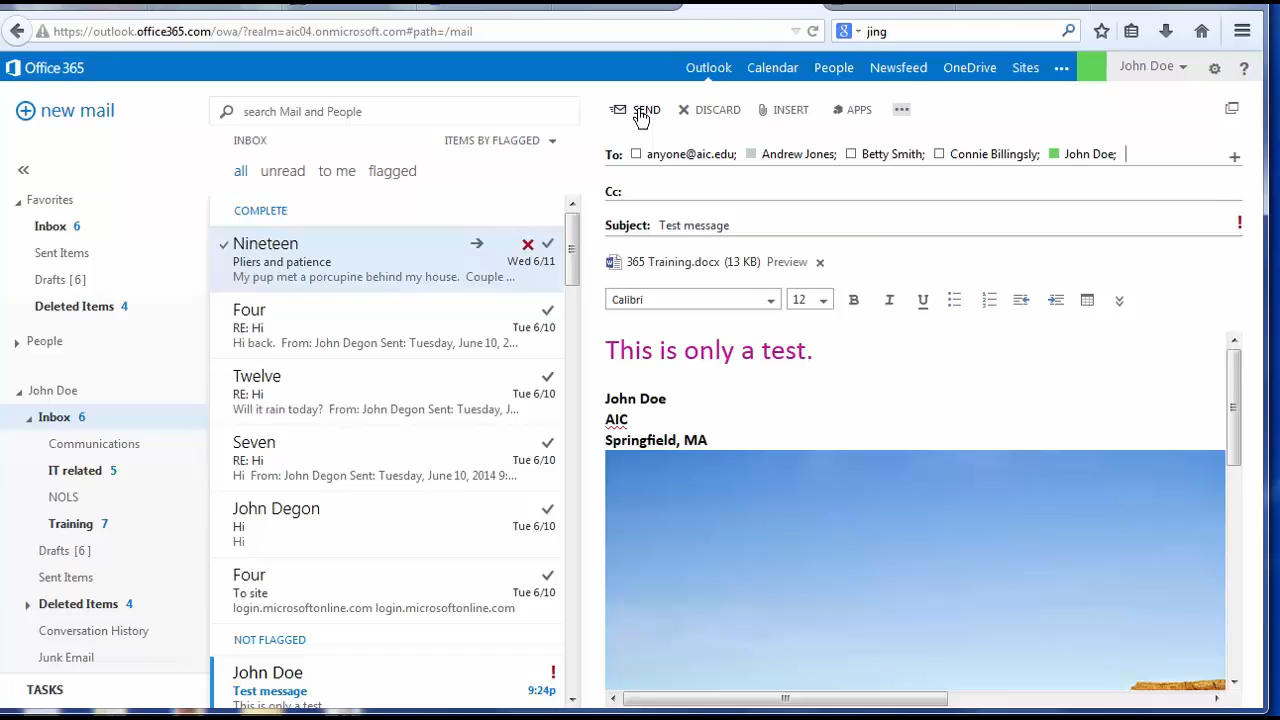 https://outlook.office365.com/owa/?realm=aic04.onmicrosoft.com#path=/mail
jing
Office 365
Outlook
Calendar
People
Newsfeed
OneDrive
Sites
John Doe
?
new mail
Favorites
Inbox 6
Sent Items
Drafts [6]
Deleted Items 4
People
John Doe
Inbox 6
Communications
IT related 5
NOLS
Training 7
Drafts [6]
Sent Items
Deleted Items 4
Conversation History
Junk Email
TASKS
search Mail and People
INBOX
ITEMS BY FLAGGED
all unread to me flagged
COMPLETE
Nineteen
Pliers and patience Wed 6/11
My pup met a porcupine behind my house. Couple ...
Four
RE: Hi Tue 6/10
Hi back. From: John Degon Sent: Tuesday, June 10, 2...
Twelve
RE: Hi Tue 6/10
Will it rain today? From: John Degon Sent: Tuesday, J...
Seven
RE: Hi Tue 6/10
Hi From: John Degon Sent: Tuesday, June 10, 2014 9:...
John Degon
Hi Tue 6/10
Hi
Four
To site Tue 6/10
login.microsoftonline.com login.microsoftonline.com
NOT FLAGGED
John Doe !
Test message 9:24p
This is only a test.
SEND DISCARD INSERT APPS ...
To: anyone@aic.edu; Andrew Jones; Betty Smith; Connie Billingsly; John Doe;
Cc:
Subject: Test message !
365 Training.docx (13 KB) Preview
Calibri 12 B I U
This is only a test.
John Doe
AIC
Springfield, MA